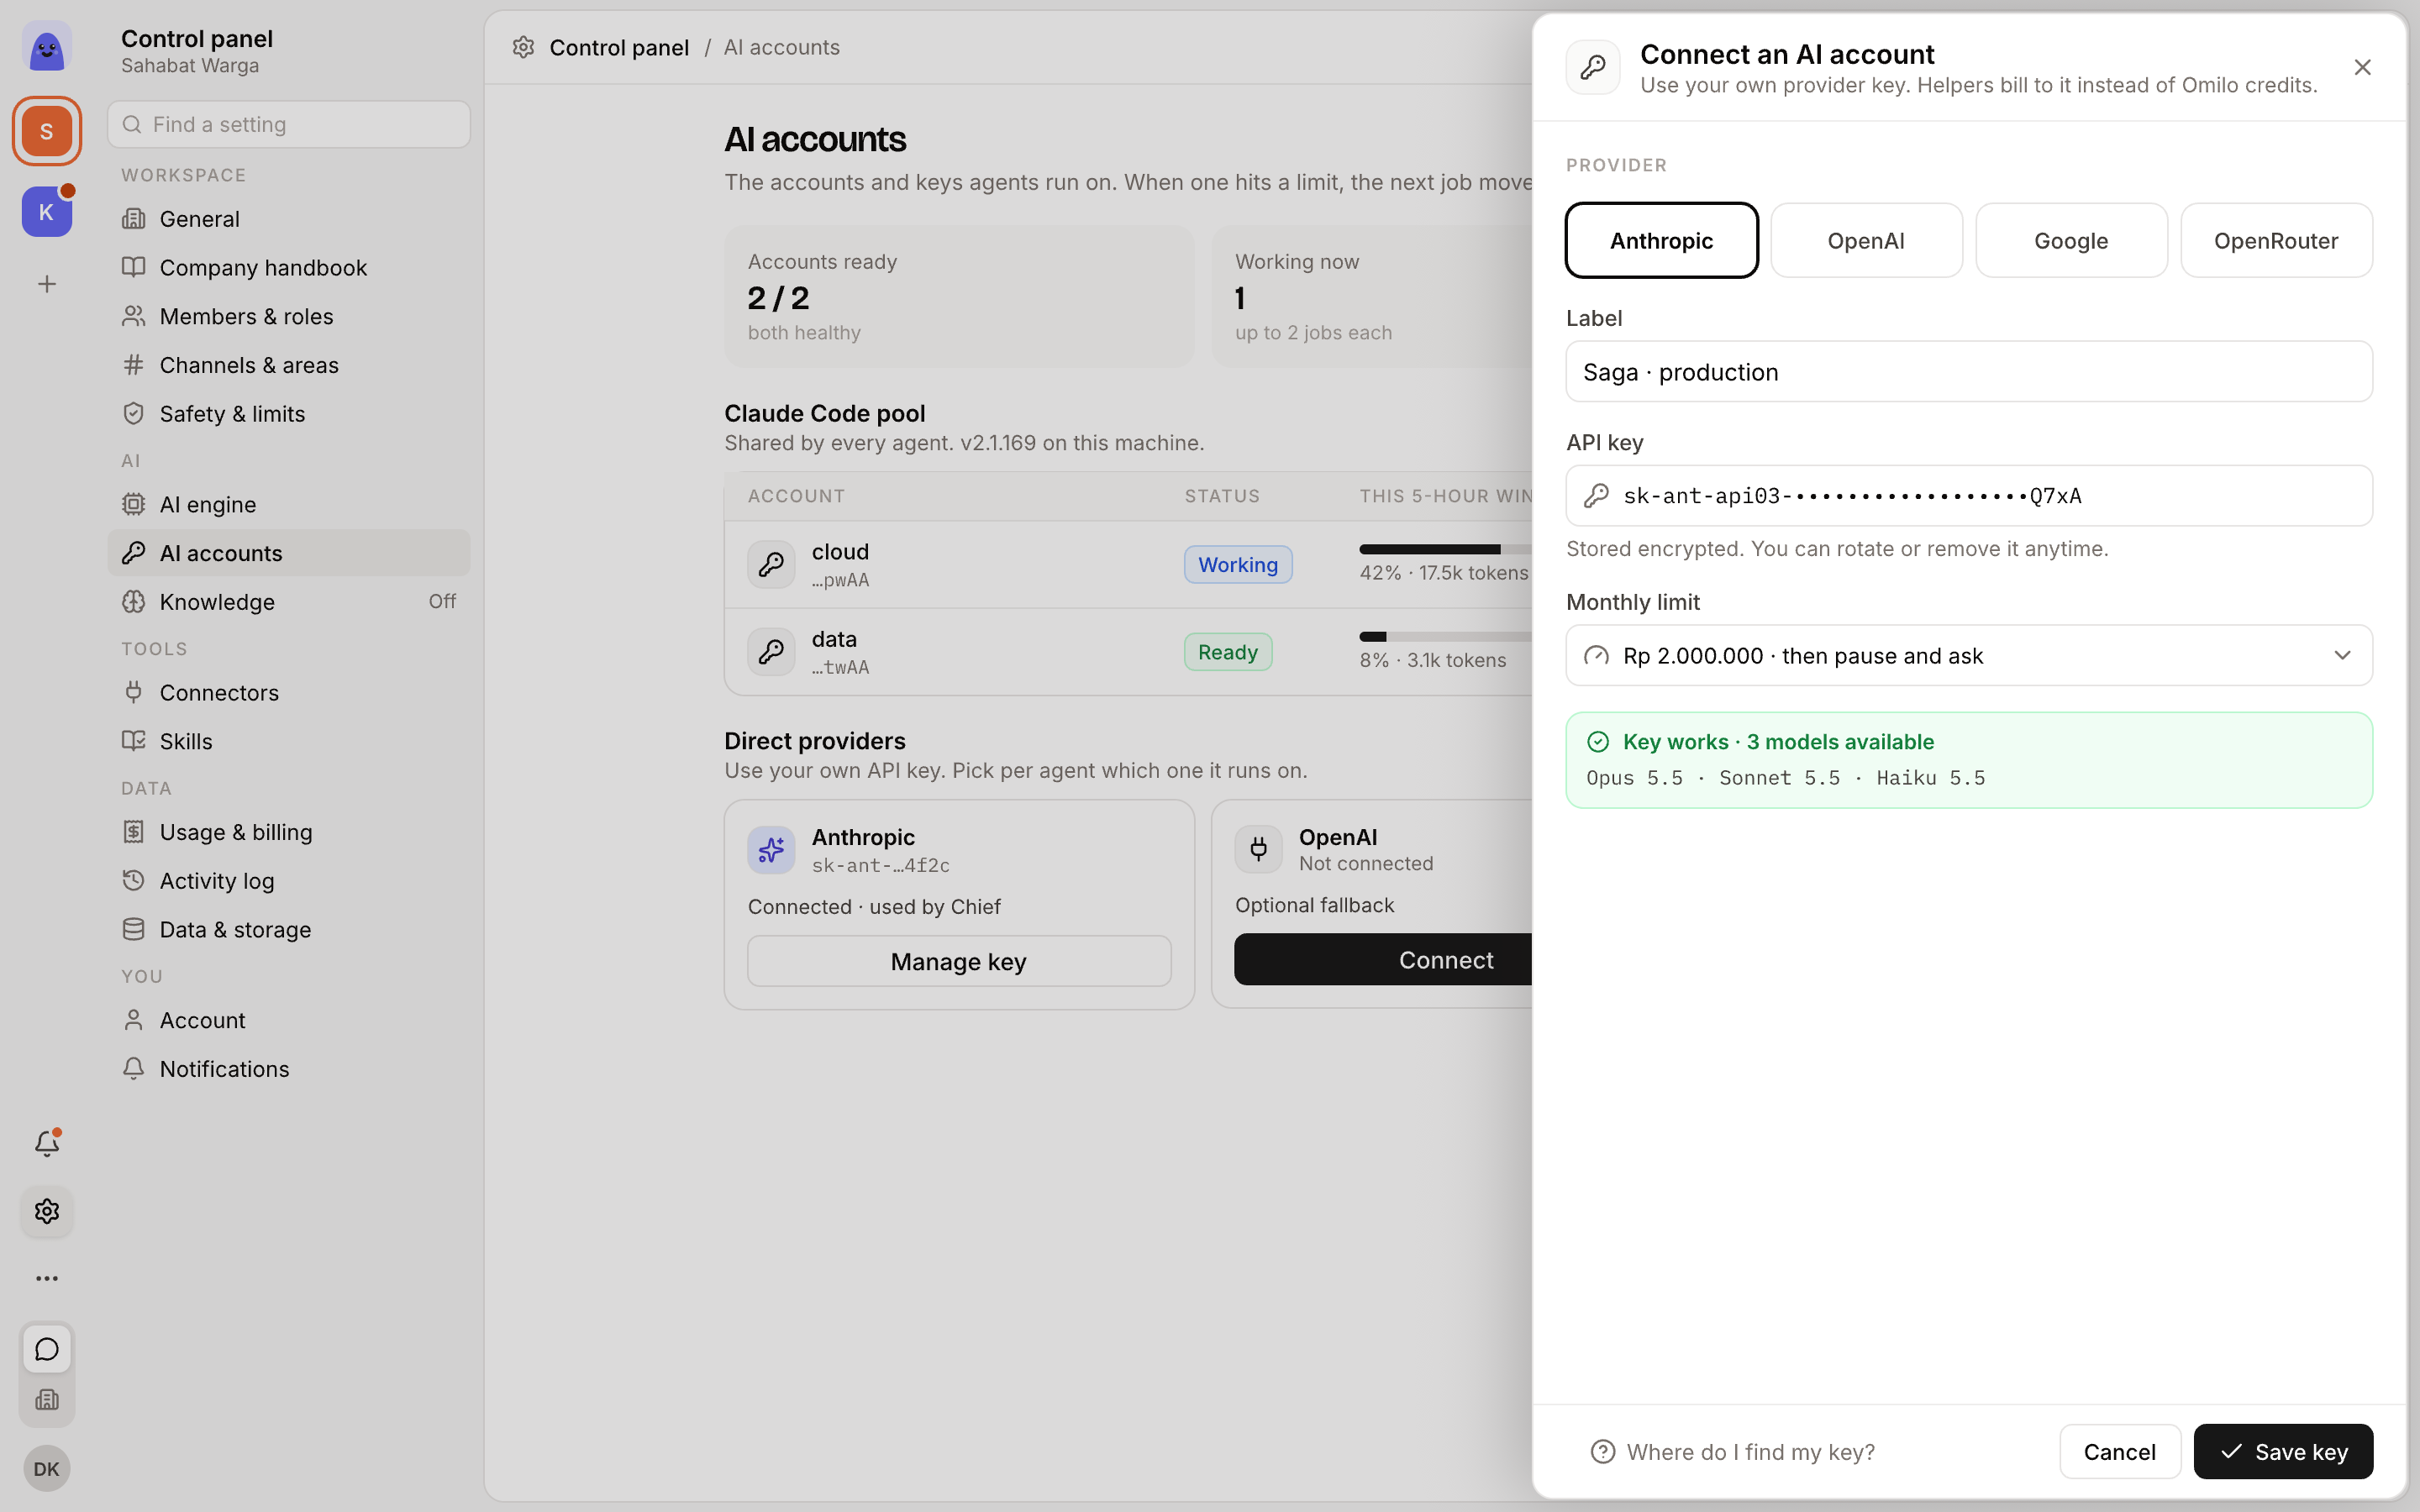 Control panel
Sahabat Warga
S
K
Find a setting
WORKSPACE
General
Company handbook
Members & roles
Channels & areas
Safety & limits
AI
AI engine
AI accounts
Knowledge Off
TOOLS
Connectors
Skills
DATA
Usage & billing
Activity log
Data & storage
YOU
Account
Notifications
DK
Control panel / AI accounts
AI accounts
The accounts and keys agents run on. When one hits a limit, the next job move
Accounts ready
2 / 2
both healthy
Working now
1
up to 2 jobs each
Claude Code pool
Shared by every agent. v2.1.169 on this machine.
ACCOUNT STATUS THIS 5-HOUR WIN
cloud
…pwAA
Working
42% · 17.5k tokens
data
…twAA
Ready
8% · 3.1k tokens
Direct providers
Use your own API key. Pick per agent which one it runs on.
Anthropic
sk-ant-…4f2c
Connected · used by Chief
Manage key
OpenAI
Not connected
Optional fallback
Connect
Connect an AI account
Use your own provider key. Helpers bill to it instead of Omilo credits.
PROVIDER
Anthropic OpenAI Google OpenRouter
Label
Saga · production
API key
sk-ant-api03-••••••••••••••••••Q7xA
Stored encrypted. You can rotate or remove it anytime.
Monthly limit
Rp 2.000.000 · then pause and ask
Key works · 3 models available
Opus 5.5 · Sonnet 5.5 · Haiku 5.5
Where do I find my key?
Cancel
Save key